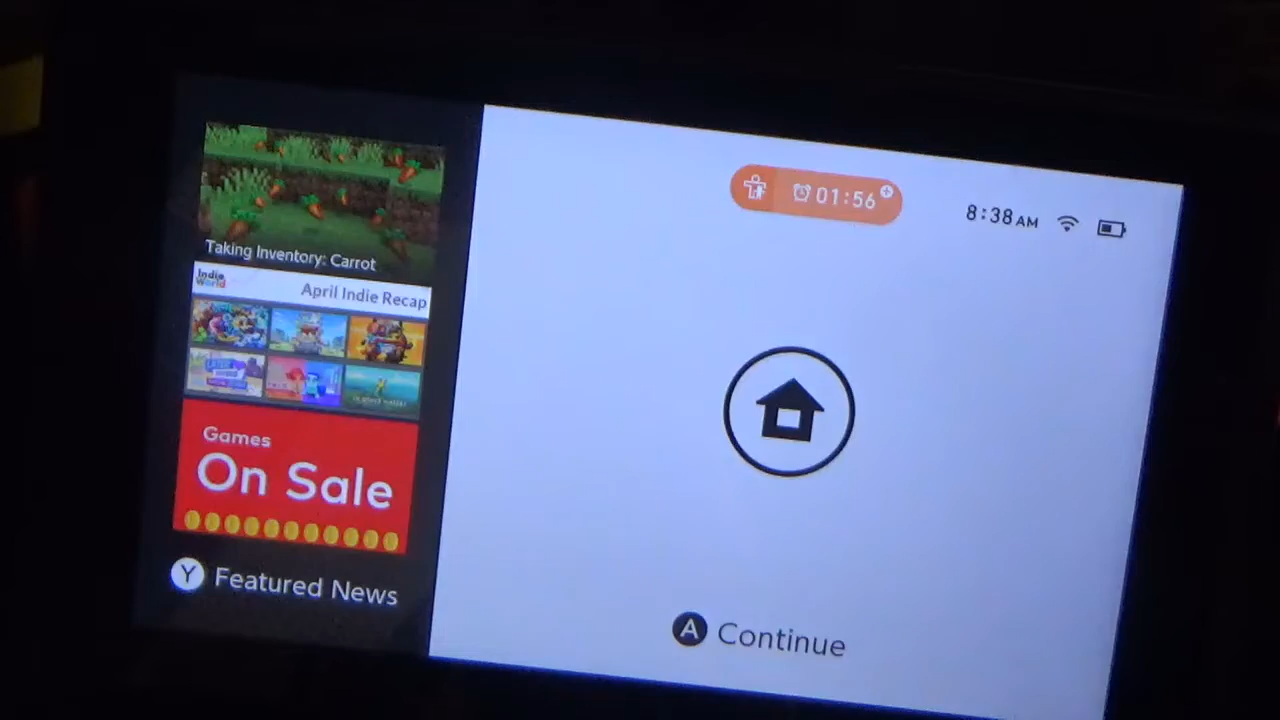 Taking Inventory: Carrot
Indie
World
April Indie Recap
Games
On Sale
Y Featured News
01:56
8:38 AM
A Continue